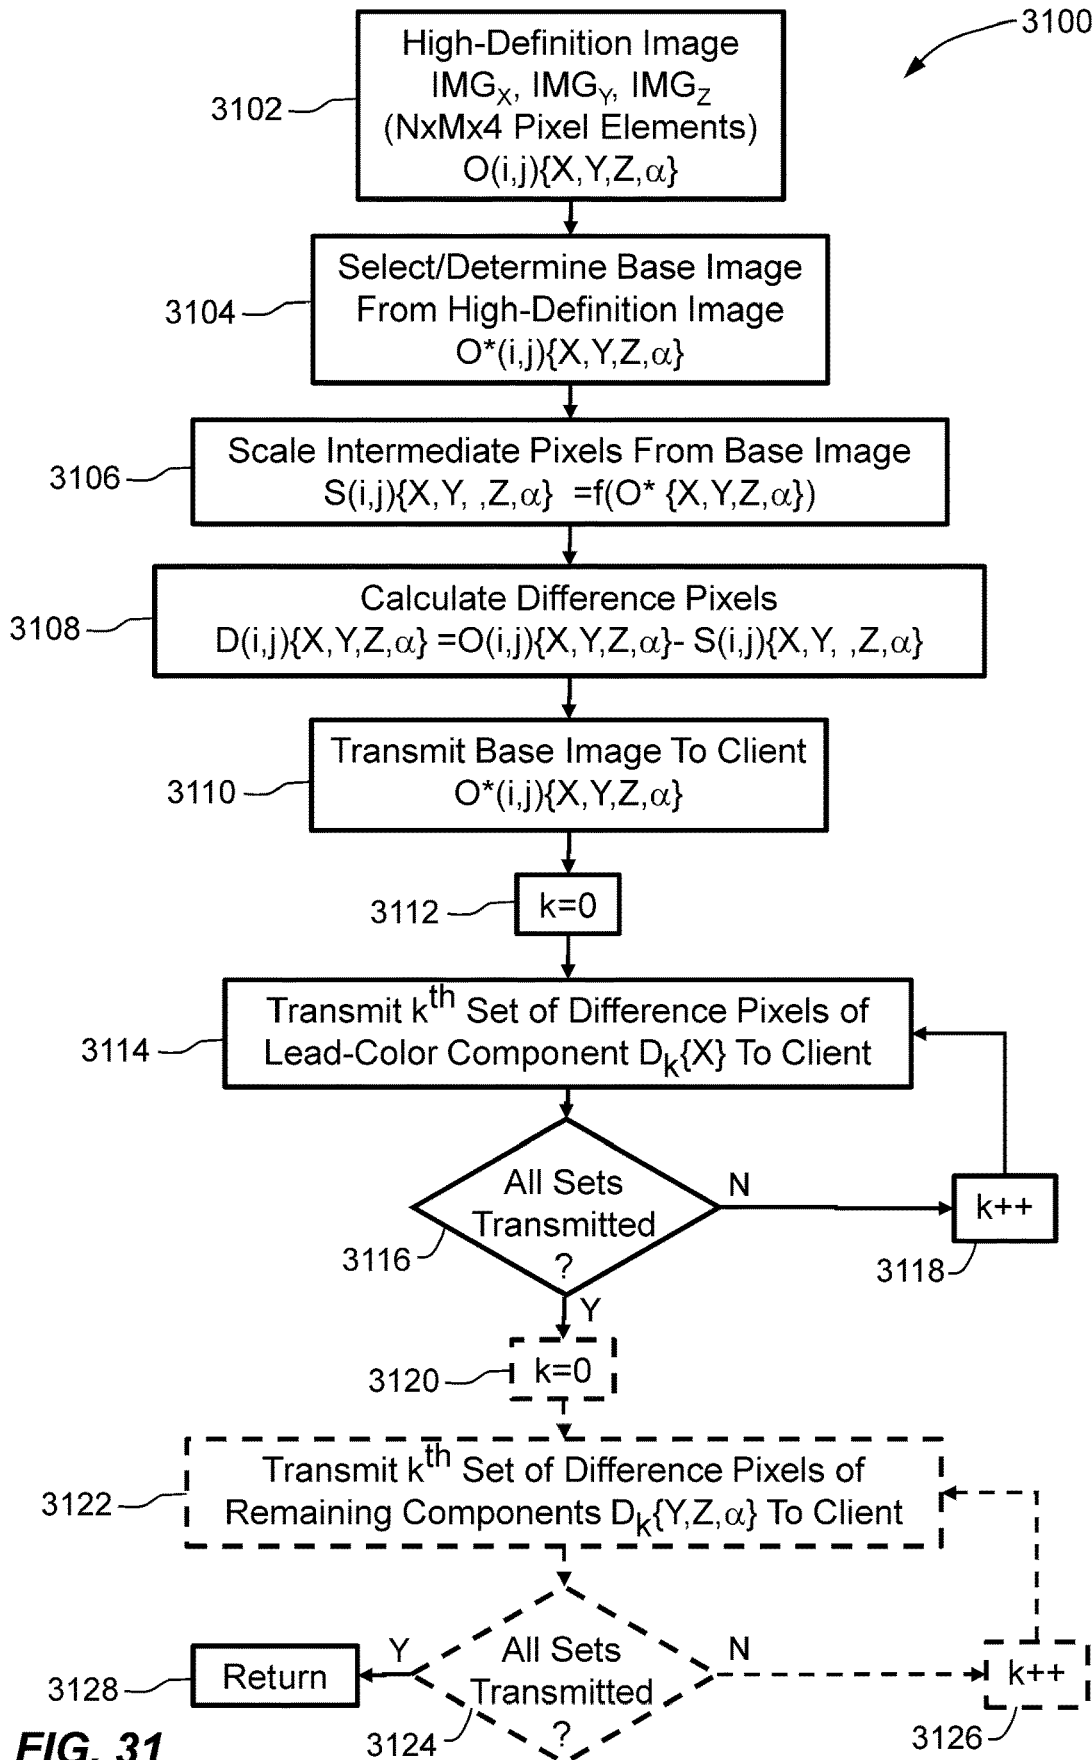 3100
High-Definition Image
IMGX, IMGY, IMGZ
(NxMx4 Pixel Elements)
O(i,j){X,Y,Z,α}
3102
Select/Determine Base Image
From High-Definition Image
O*(i,j){X,Y,Z,α}
3104
Scale Intermediate Pixels From Base Image
S(i,j){X,Y, ,Z,α} =f(O* {X,Y,Z,α})
3106
Calculate Difference Pixels
D(i,j){X,Y,Z,α} =O(i,j){X,Y,Z,α}- S(i,j){X,Y, ,Z,α}
3108
Transmit Base Image To Client
O*(i,j){X,Y,Z,α}
3110
k=0
3112
Transmit kth Set of Difference Pixels of
Lead-Color Component Dk{X} To Client
3114
All Sets
Transmitted
?
3116
N
k++
3118
Y
k=0
3120
Transmit kth Set of Difference Pixels of
Remaining Components Dk{Y,Z,α} To Client
3122
All Sets
Transmitted
?
3124
N
k++
3126
Y
Return
3128
FIG. 31